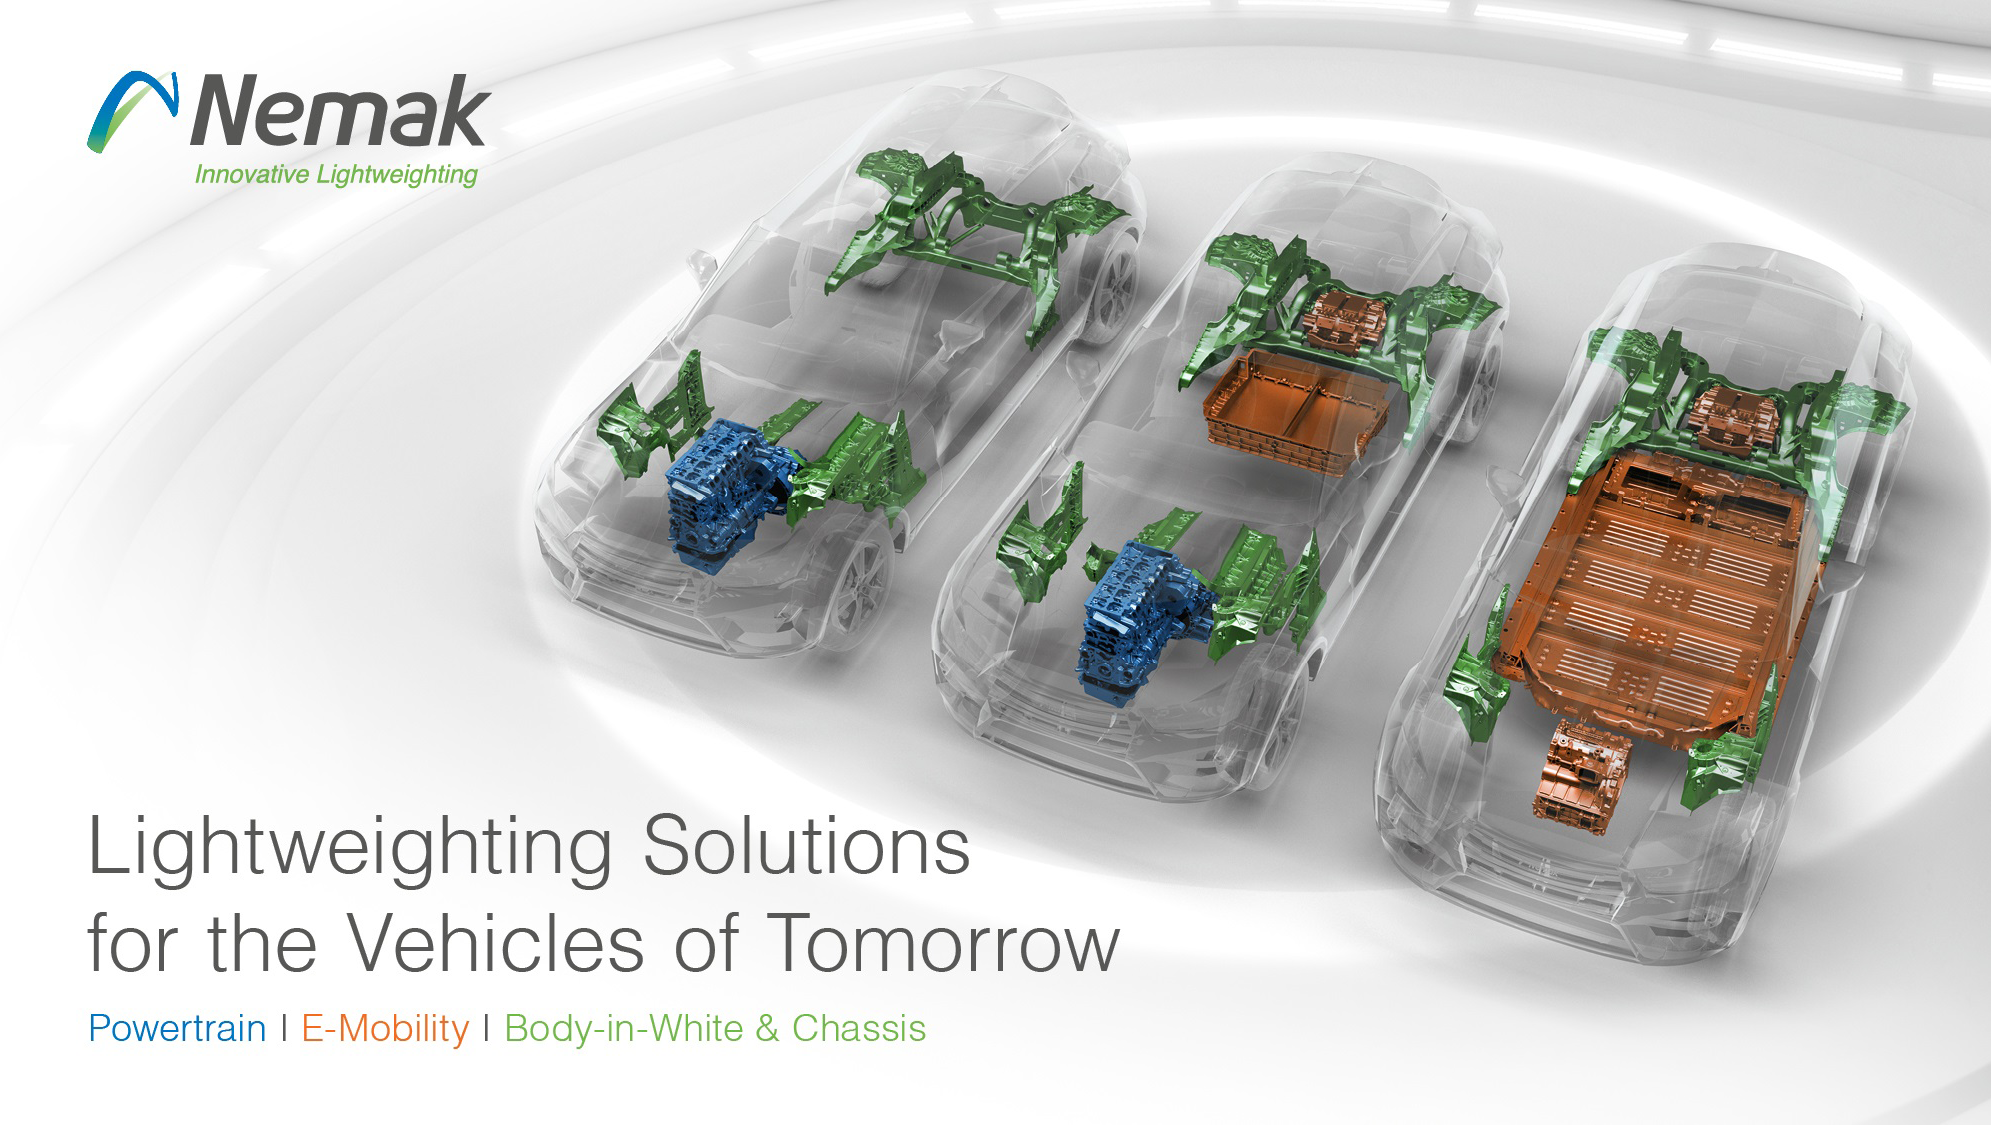 Nemak
Innovative Lightweighting
Lightweighting Solutions
for the Vehicles of Tomorrow
Powertrain | E-Mobility | Body-in-White & Chassis